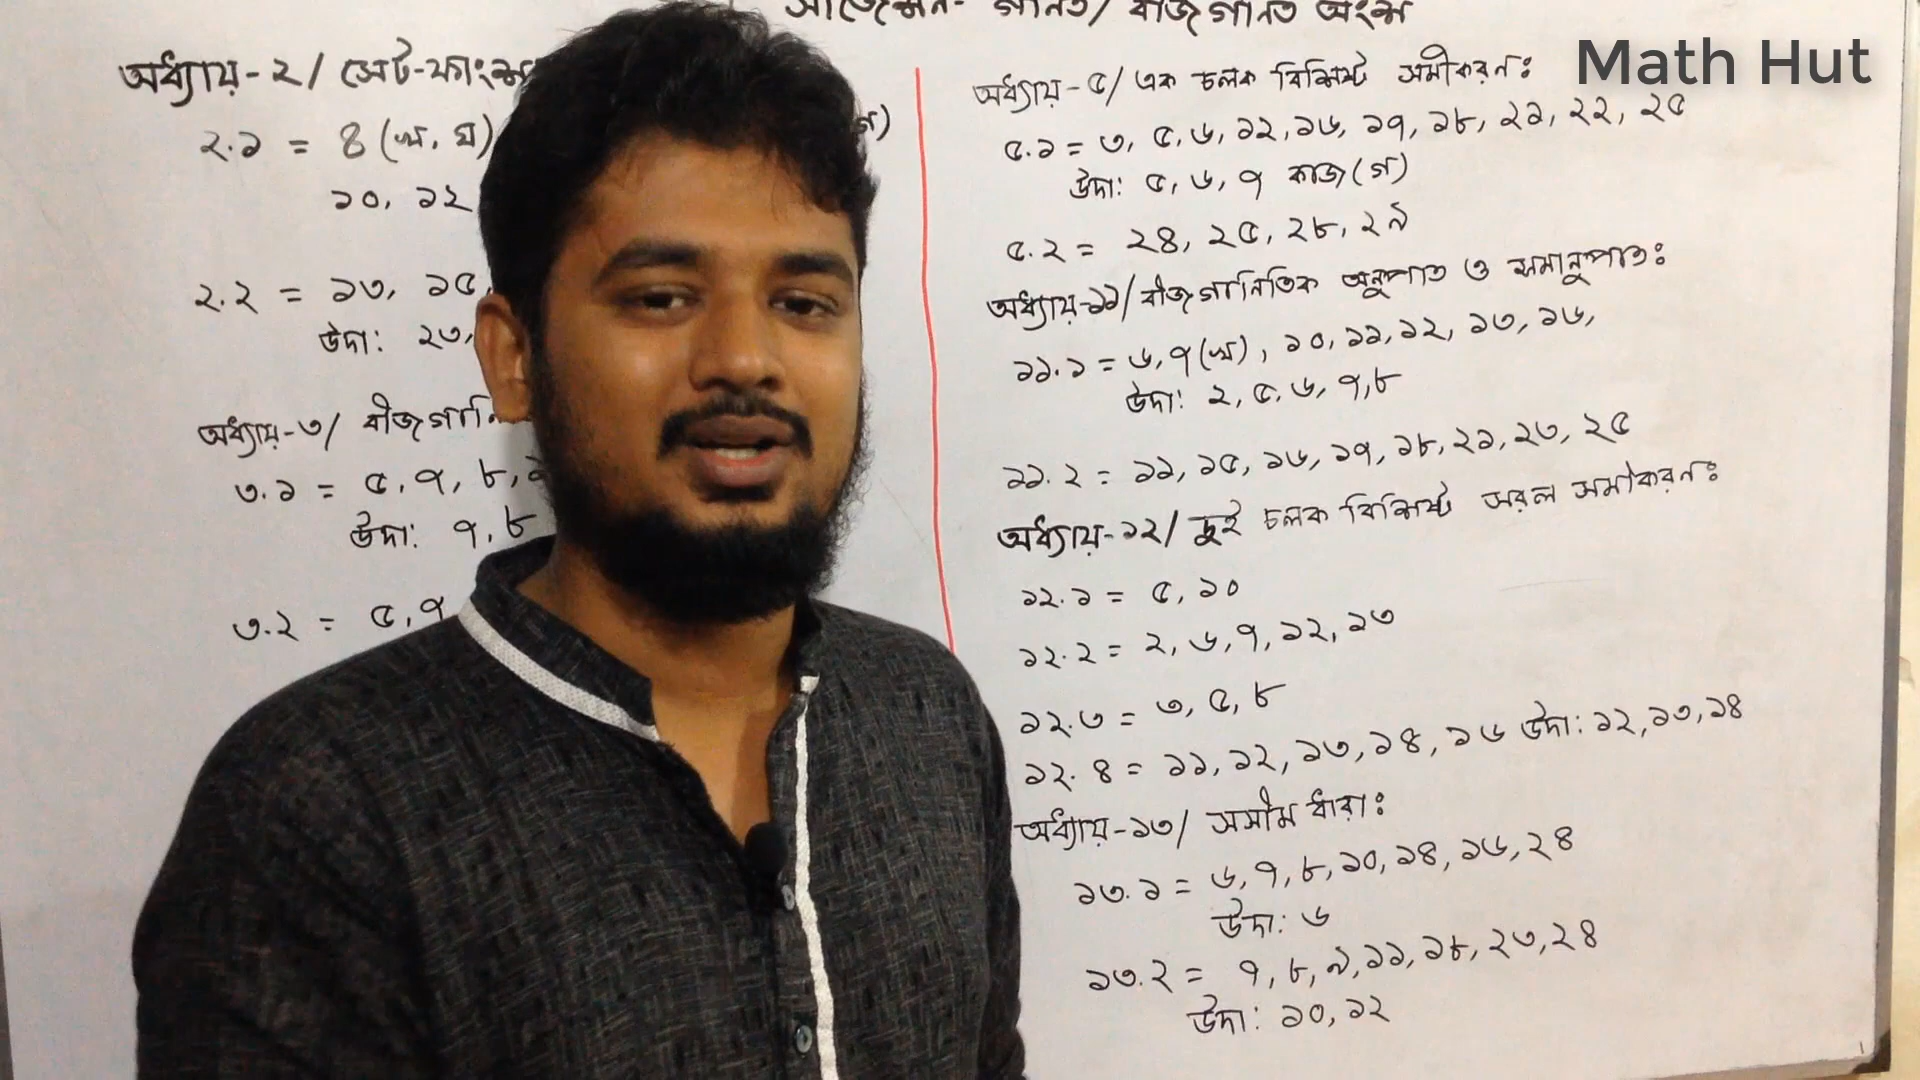 সাজেশন- গনিত/ বীজগানিত অংশ
Math Hut
অধ্যায়-২/ সেট-ফাংশ
২.১ = ৪(খ, ঘ)
১০, ১২
২.২ = ১৩, ১৫,
উদা: ২৩,
অধ্যায়-৩/ বীজগানি
৩.১ = ৫, ৭, ৮,
উদা: ৭, ৮
৩.২ = ৫, ৭
অধ্যায়-৫/ এক চলক বিশিষ্ট সমীকরনঃ
৫.১ = ৩, ৫, ৬, ১২, ১৬, ১৭, ১৮, ২১, ২২, ২৫
উদা: ৫, ৬, ৭ কাজ(গ)
৫.২ = ২৪, ২৫, ২৮, ২৯
অধ্যায়-১১/ বীজগানিতিক অনুপাত ও সমানুপাতঃ
১১.১ = ৬, ৭(খ), ১০, ১১, ১২, ১৩, ১৬,
উদা: ২, ৫, ৬, ৭, ৮
১১.২ = ১১, ১৫, ১৬, ১৭, ১৮, ২১, ২৩, ২৫
অধ্যায়-১২/ দুই চলক বিশিষ্ট সরল সমীকরনঃ
১২.১ = ৫, ১০
১২.২ = ২, ৬, ৭, ১২, ১৩
১২.৩ = ৩, ৫, ৮
১২.৪ = ১১, ১২, ১৩, ১৪, ১৬ উদা: ১২, ১৩, ১৪
অধ্যায়-১৩/ সসীম ধারাঃ
১৩.১ = ৬, ৭, ৮, ১০, ১৪, ১৬, ২৪
উদা: ৬
১৩.২ = ৭, ৮, ৯, ১১, ১৮, ২৩, ২৪
উদা: ১০, ১২